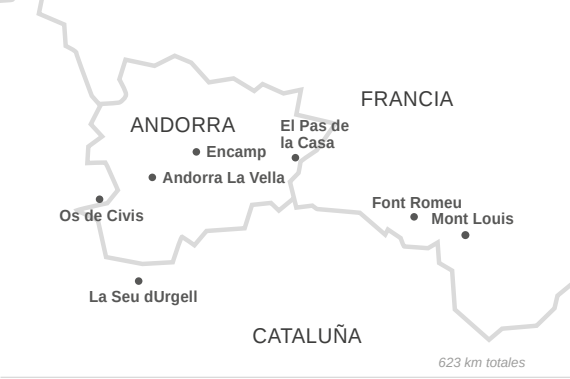 FRANCIA
ANDORRA
El Pas de
la Casa
Encamp
Andorra La Vella
Os de Civis
Font Romeu
Mont Louis
La Seu dUrgell
CATALUÑA
623 km totales